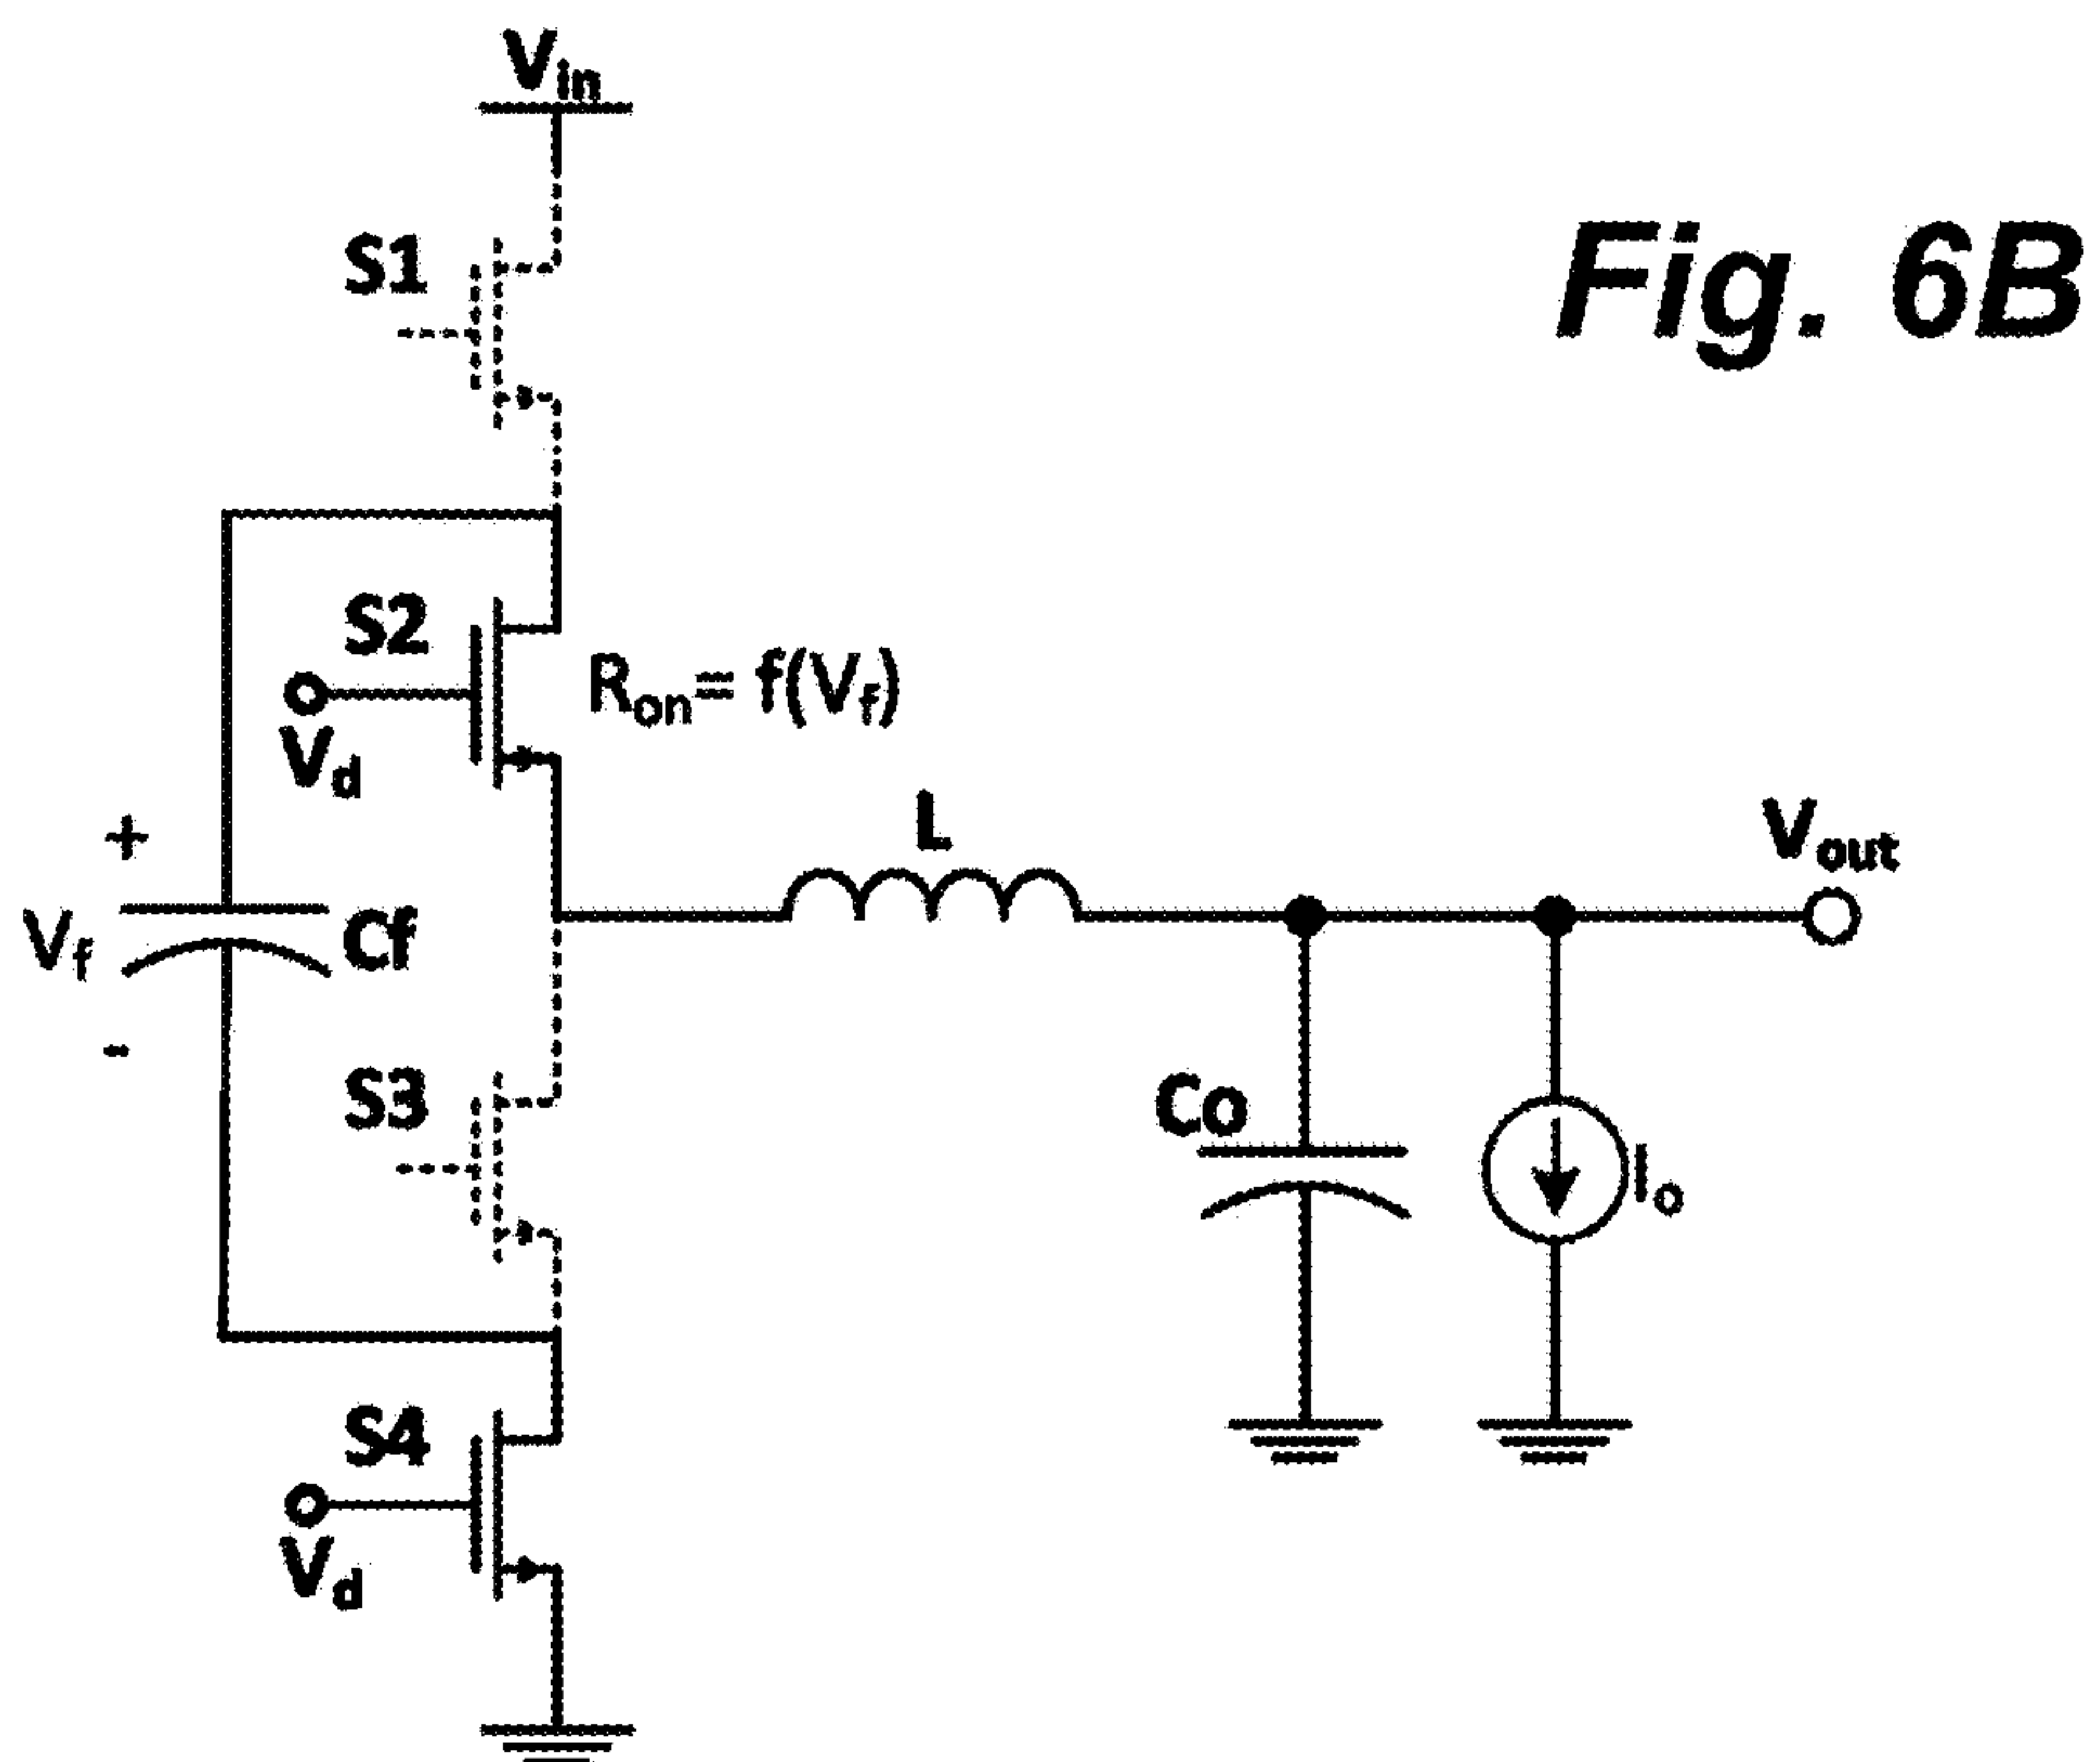 Vin
Fig. 6B
S1
S2
Ron= f(Vf)
Vd
L
Vout
+
Vf
Cf
-
S3
Co
Io
S4
Vd